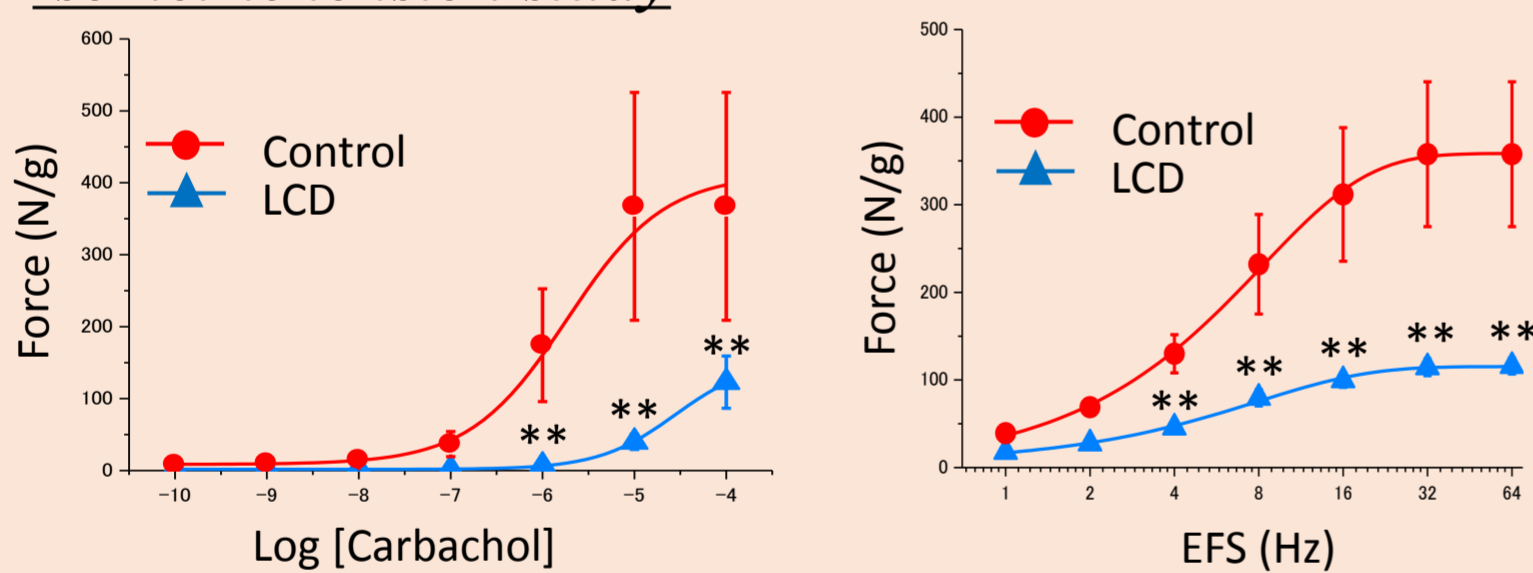 600
500
400
300
200
100
0
Force (N/g)
Control
LCD
**
**
**
−10 −9 −8 −7 −6 −5 −4
Log [Carbachol]
500
400
300
200
100
0
Force (N/g)
Control
LCD
**
**
**
**
**
1 2 4 8 16 32 64
EFS (Hz)